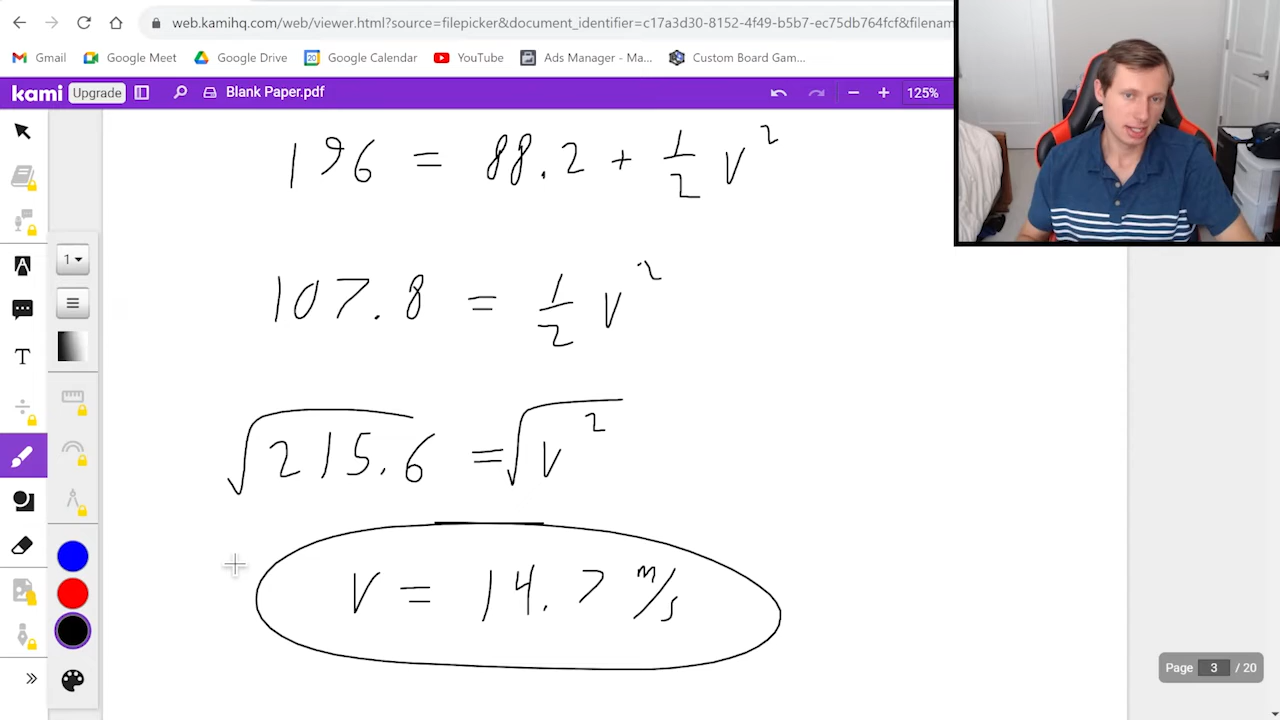 web.kamihq.com/web/viewer.html?source=filepicker&document_identifier=c17a3d30-8152-4f49-b5b7-ec75db764fcf&filenam
Gmail Google Meet Google Drive Google Calendar YouTube Ads Manager - Ma... Custom Board Gam...
kami Upgrade Blank Paper.pdf 125%
196 = 88.2 + 1/2 v²
1
107.8 = 1/2 v²
T
√215.6 = √v²
v = 14.7 m/s
Page 3 / 20